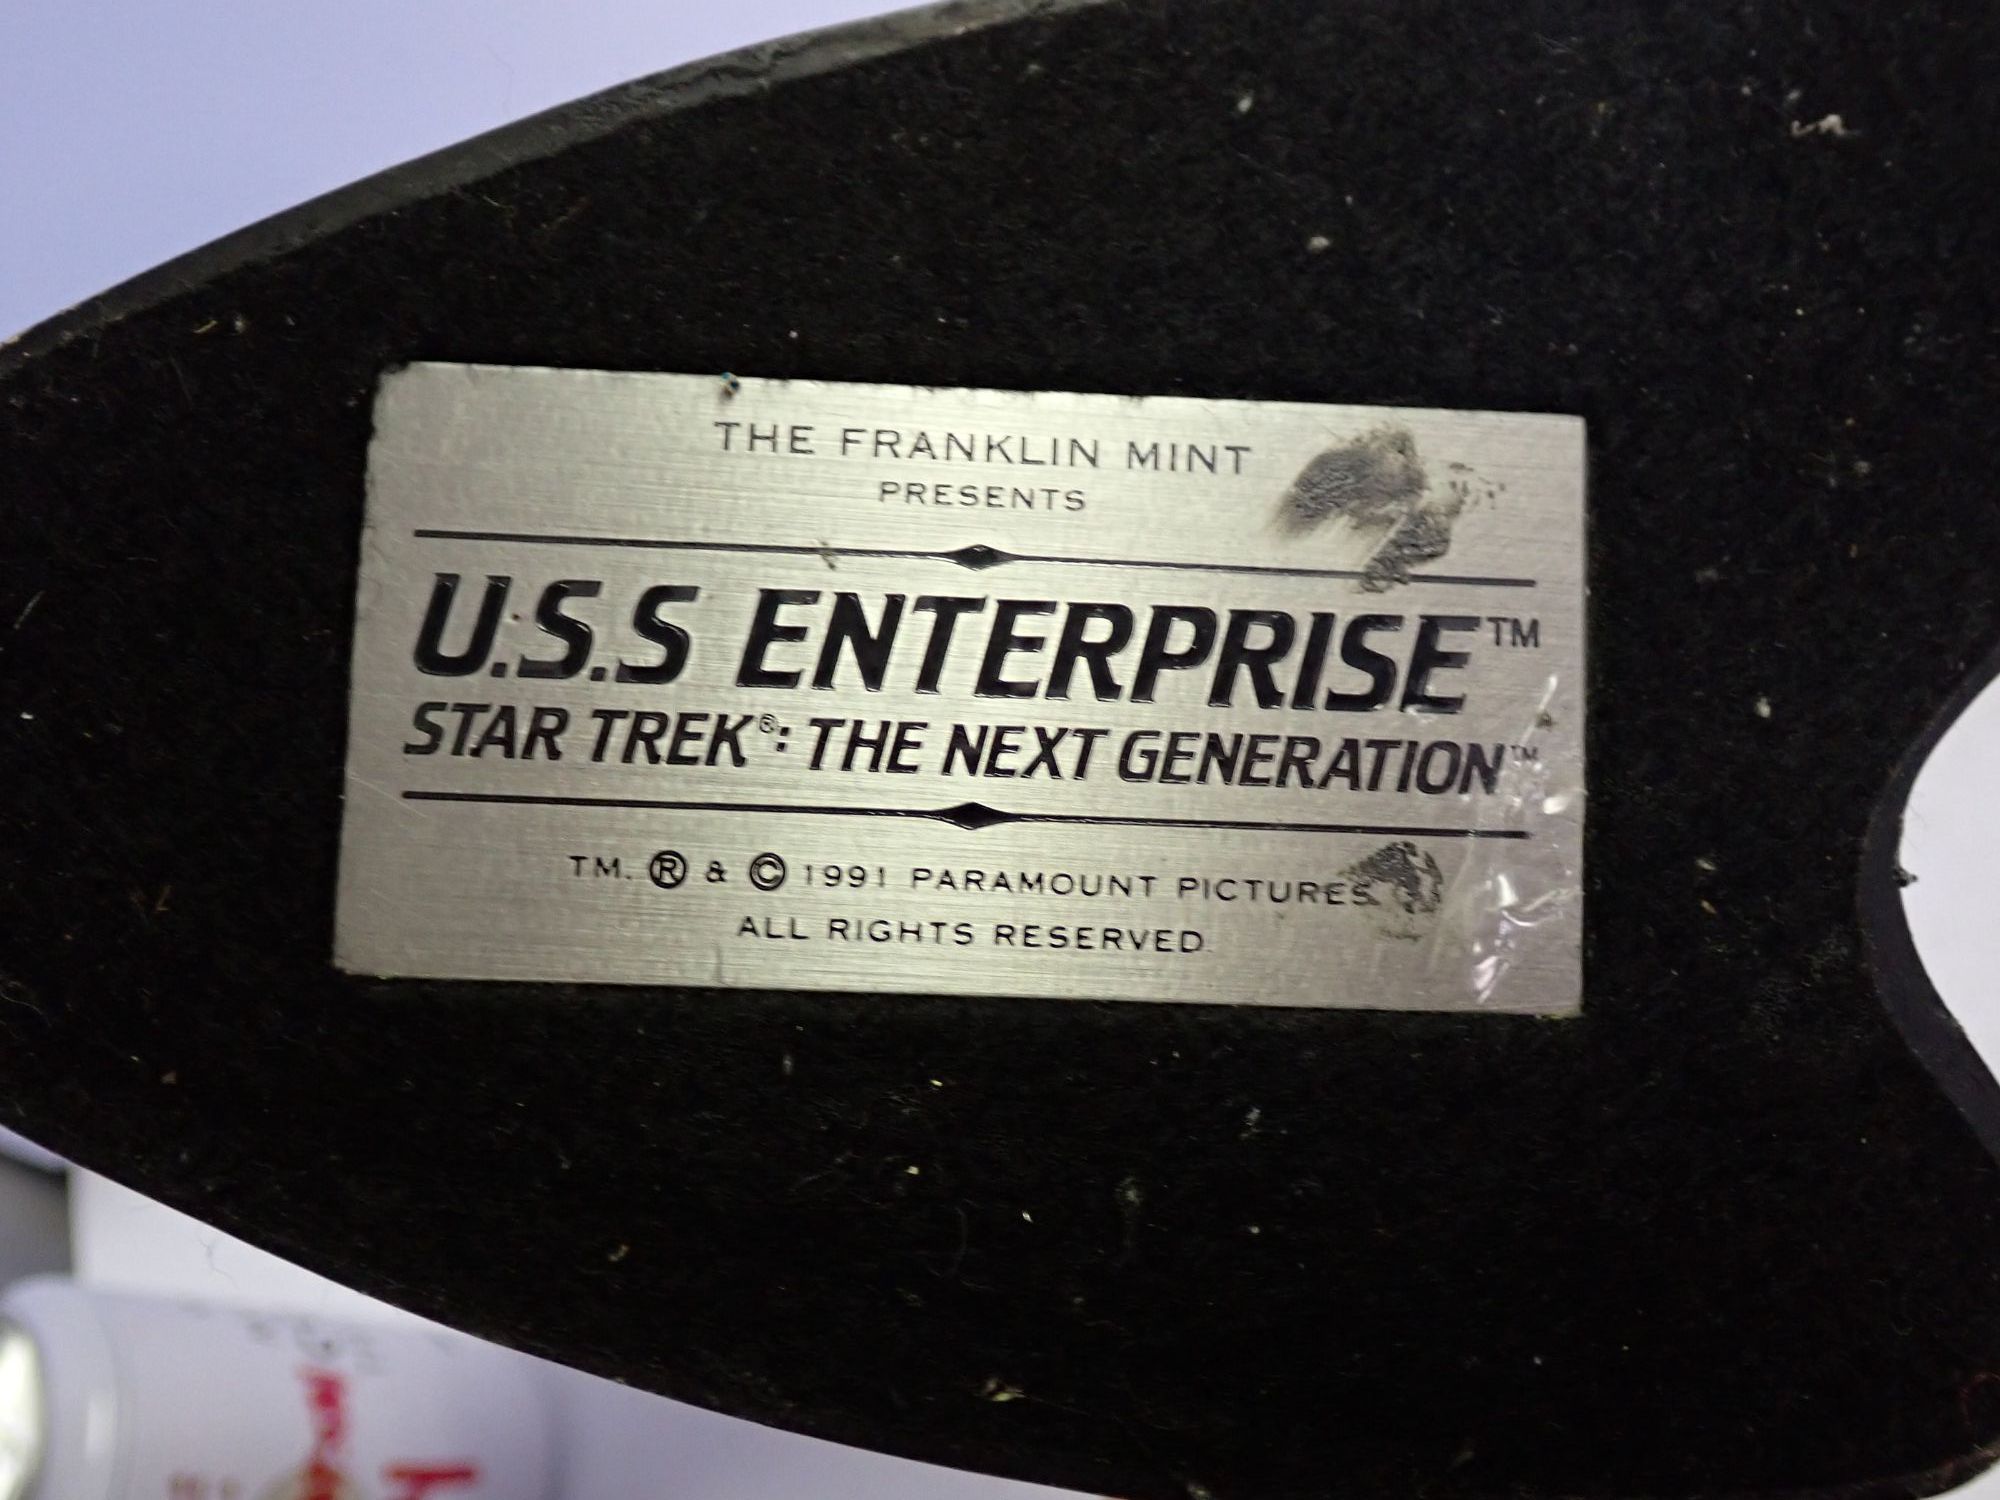 THE FRANKLIN MINT
PRESENTS
U.S.S ENTERPRISE™
STAR TREK®: THE NEXT GENERATION™
TM. ® & © 1991 PARAMOUNT PICTURES.
ALL RIGHTS RESERVED